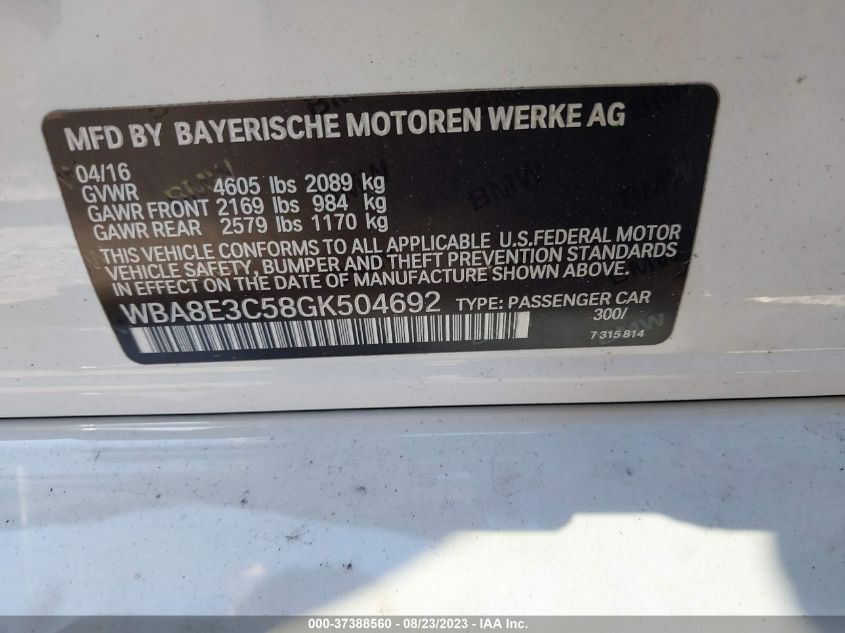 MFD BY BAYERISCHE MOTOREN WERKE AG
04/16
GVWR 4605 lbs 2089 kg
GAWR FRONT 2169 lbs 984 kg
GAWR REAR 2579 lbs 1170 kg
THIS VEHICLE CONFORMS TO ALL APPLICABLE U.S.FEDERAL MOTOR
VEHICLE SAFETY, BUMPER AND THEFT PREVENTION STANDARDS
IN EFFECT ON THE DATE OF MANUFACTURE SHOWN ABOVE.
WBA8E3C58GK504692 TYPE: PASSENGER CAR
300/
7 315 814
000-37388560 - 08/23/2023 - IAA, Inc.